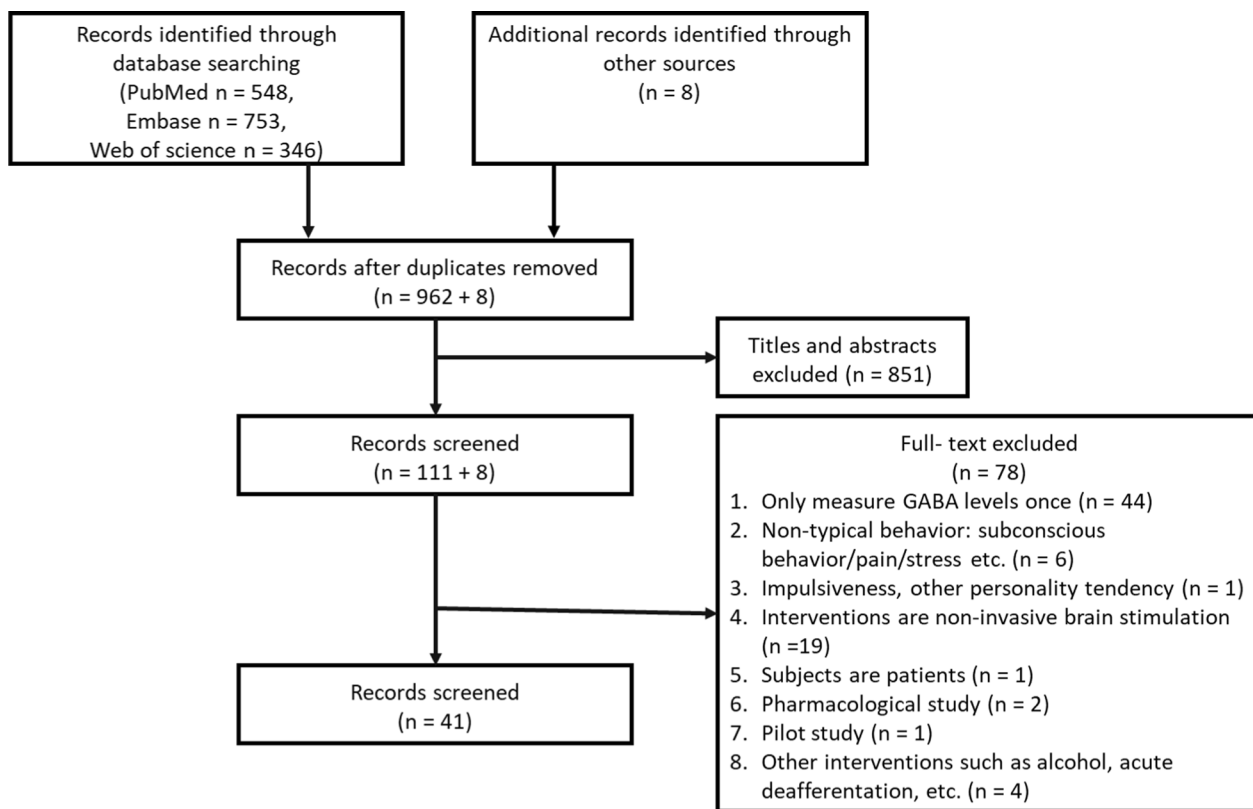 Records identified through
database searching
(PubMed n = 548,
Embase n = 753,
Web of science n = 346)
Additional records identified through
other sources
(n = 8)
Records after duplicates removed
(n = 962 + 8)
Titles and abstracts
excluded (n = 851)
Records screened
(n = 111 + 8)
Full- text excluded
(n = 78)
1. Only measure GABA levels once (n = 44)
2. Non-typical behavior: subconscious
behavior/pain/stress etc. (n = 6)
3. Impulsiveness, other personality tendency (n = 1)
4. Interventions are non-invasive brain stimulation
(n =19)
5. Subjects are patients (n = 1)
6. Pharmacological study (n = 2)
7. Pilot study (n = 1)
8. Other interventions such as alcohol, acute
deafferentation, etc. (n = 4)
Records screened
(n = 41)